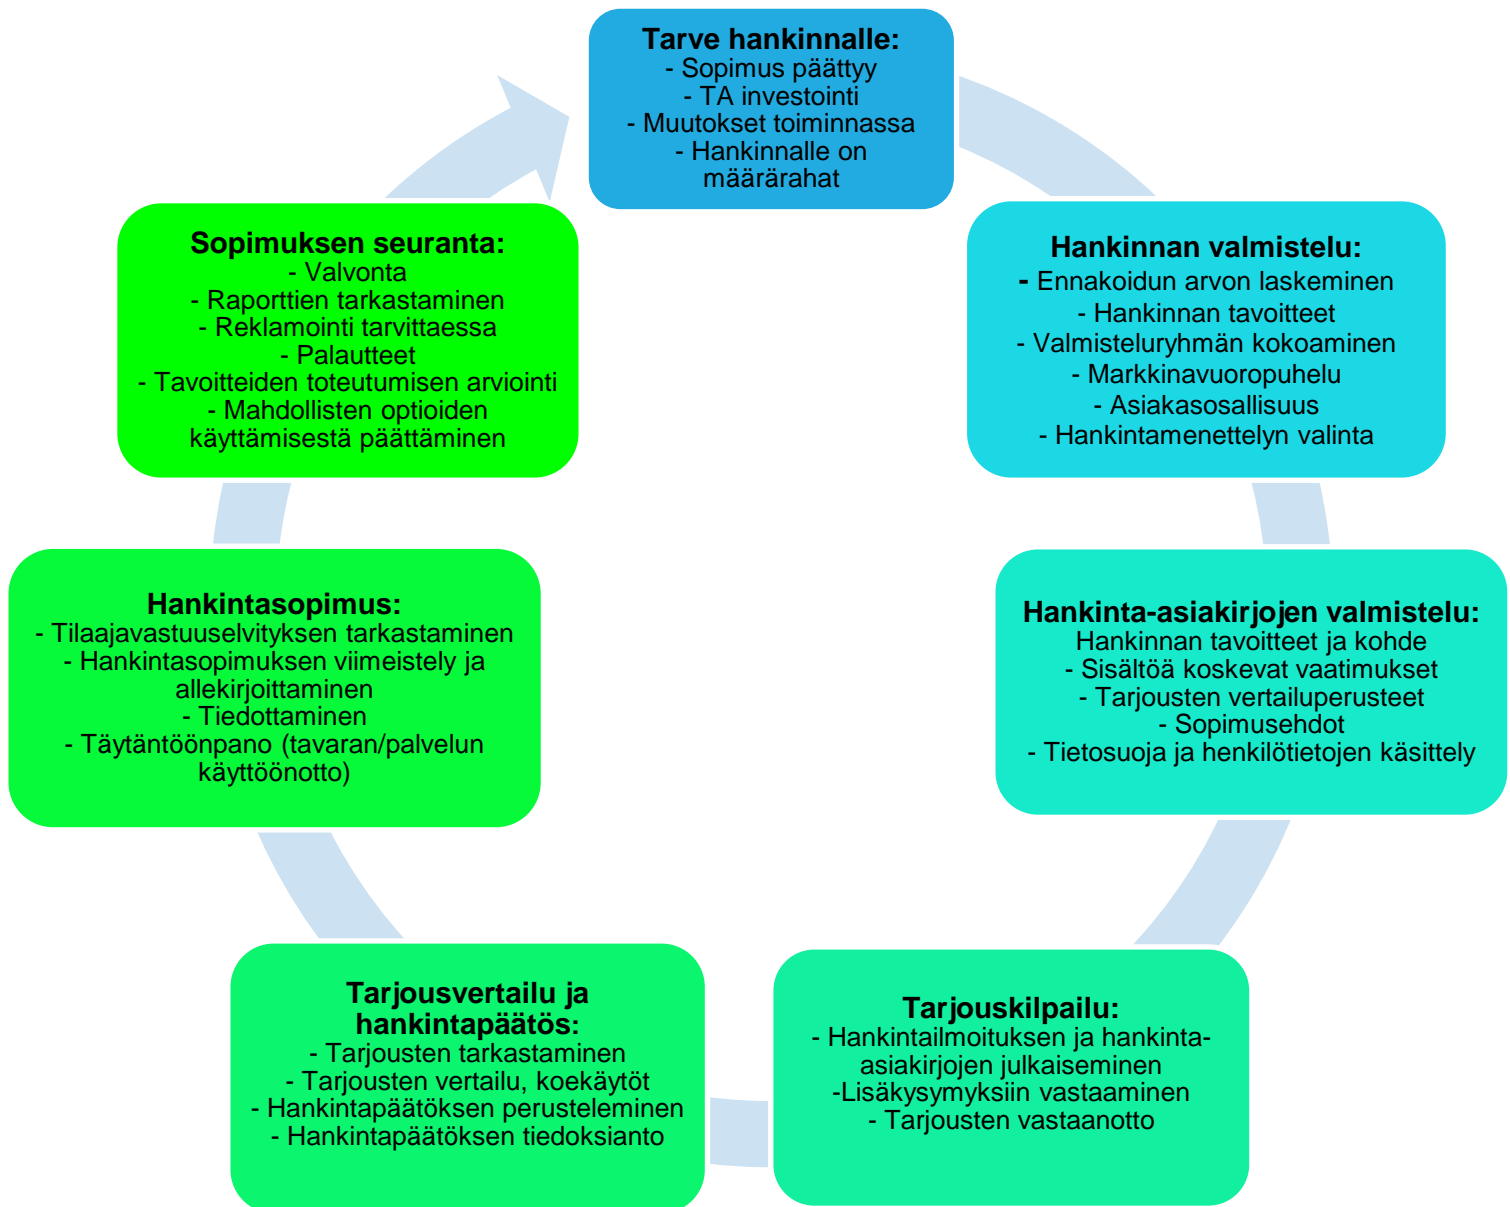 Tarve hankinnalle:
- Sopimus päättyy
- TA investointi
- Muutokset toiminnassa
- Hankinnalle on
määrärahat
Hankinnan valmistelu:
- Ennakoidun arvon laskeminen
- Hankinnan tavoitteet
- Valmisteluryhmän kokoaminen
- Markkinavuoropuhelu
- Asiakasosallisuus
- Hankintamenettelyn valinta
Hankinta-asiakirjojen valmistelu:
Hankinnan tavoitteet ja kohde
- Sisältöä koskevat vaatimukset
- Tarjousten vertailuperusteet
- Sopimusehdot
- Tietosuoja ja henkilötietojen käsittely
Tarjouskilpailu:
- Hankintailmoituksen ja hankinta-
asiakirjojen julkaiseminen
-Lisäkysymyksiin vastaaminen
- Tarjousten vastaanotto
Tarjousvertailu ja
hankintapäätös:
- Tarjousten tarkastaminen
- Tarjousten vertailu, koekäytöt
- Hankintapäätöksen perusteleminen
- Hankintapäätöksen tiedoksianto
Hankintasopimus:
- Tilaajavastuuselvityksen tarkastaminen
- Hankintasopimuksen viimeistely ja
allekirjoittaminen
- Tiedottaminen
- Täytäntöönpano (tavaran/palvelun
käyttöönotto)
Sopimuksen seuranta:
- Valvonta
- Raporttien tarkastaminen
- Reklamointi tarvittaessa
- Palautteet
- Tavoitteiden toteutumisen arviointi
- Mahdollisten optioiden
käyttämisestä päättäminen